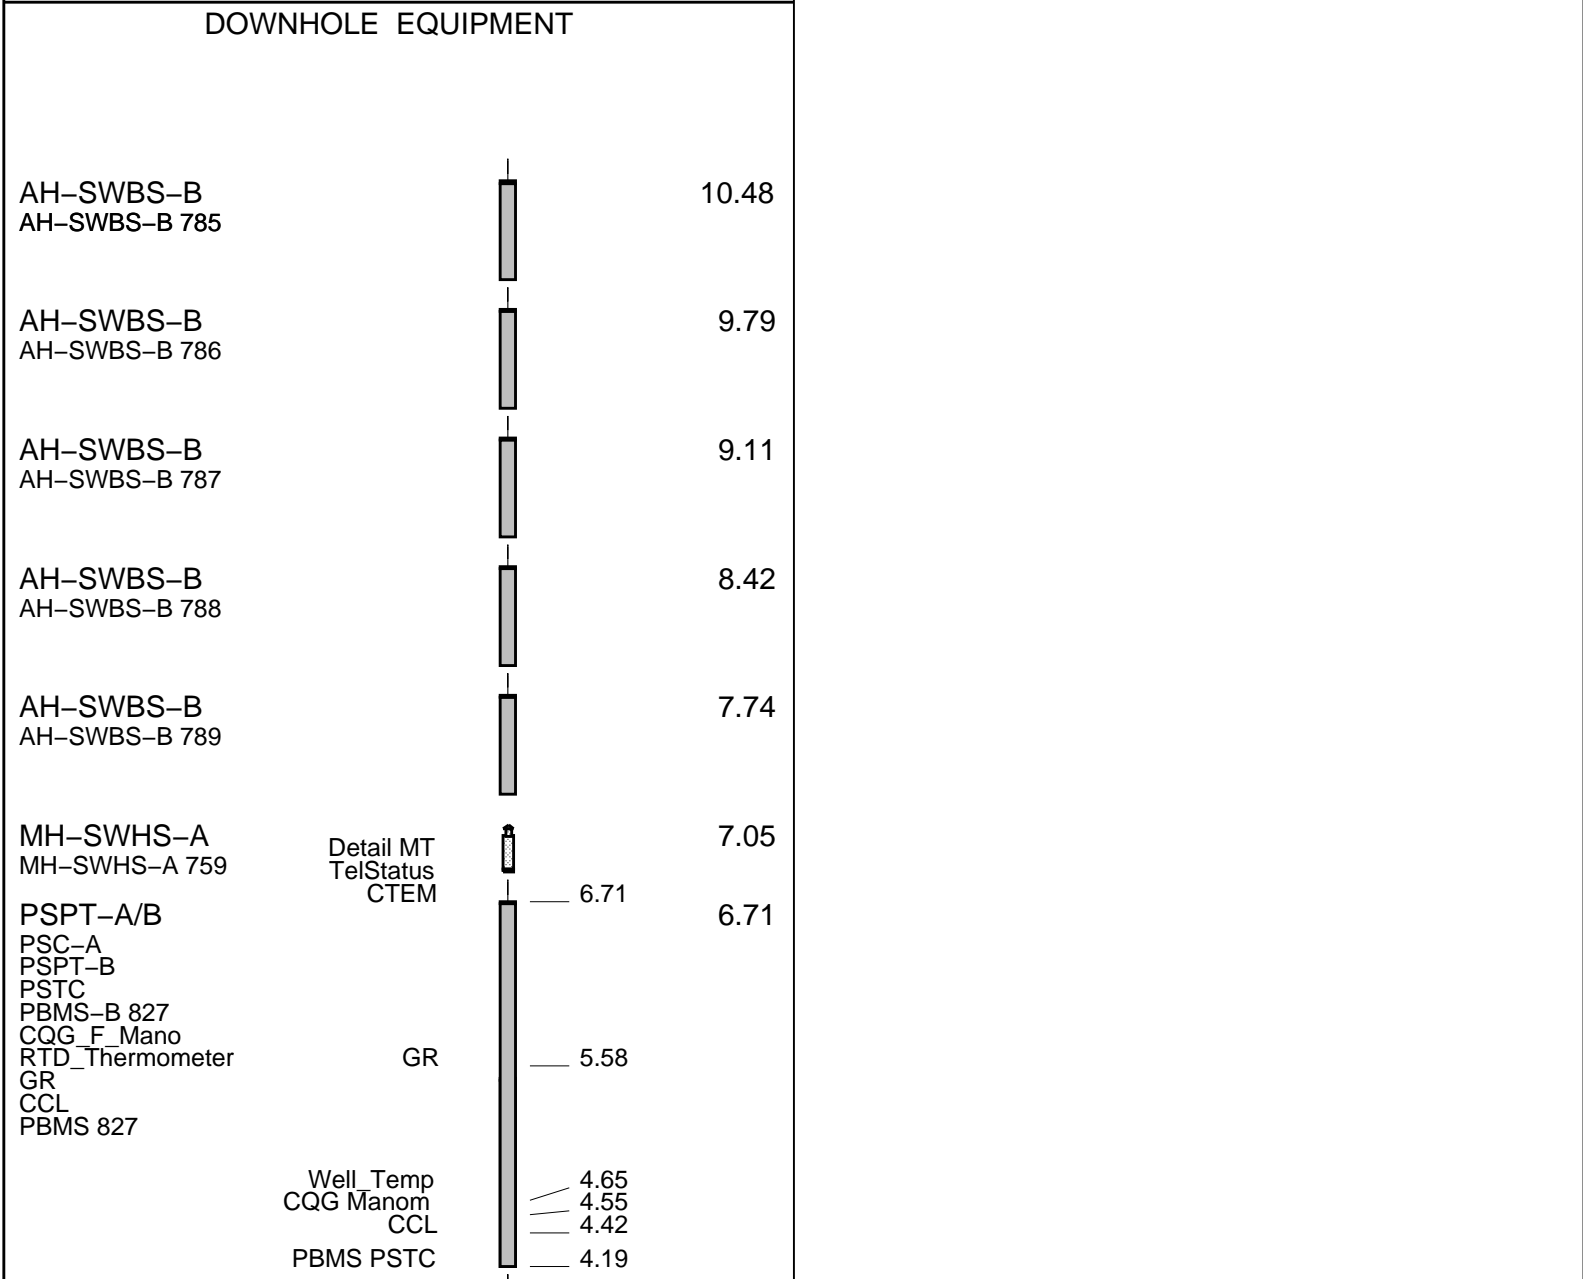 DOWNHOLE EQUIPMENT
AH−SWBS−B 10.48
AH−SWBS−B 785
AH−SWBS−B 9.79
AH−SWBS−B 786
AH−SWBS−B 9.11
AH−SWBS−B 787
AH−SWBS−B 8.42
AH−SWBS−B 788
AH−SWBS−B 7.74
AH−SWBS−B 789
MH−SWHS−A 7.05
Detail MT
MH−SWHS−A 759
TelStatus
CTEM 6.71
PSPT−A/B 6.71
PSC−A
PSPT−B
PSTC
PBMS−B 827
CQG_F_Mano
RTD_Thermometer GR 5.58
GR
CCL
PBMS 827
Well_Temp 4.65
CQG Manom 4.55
CCL 4.42
PBMS PSTC 4.19